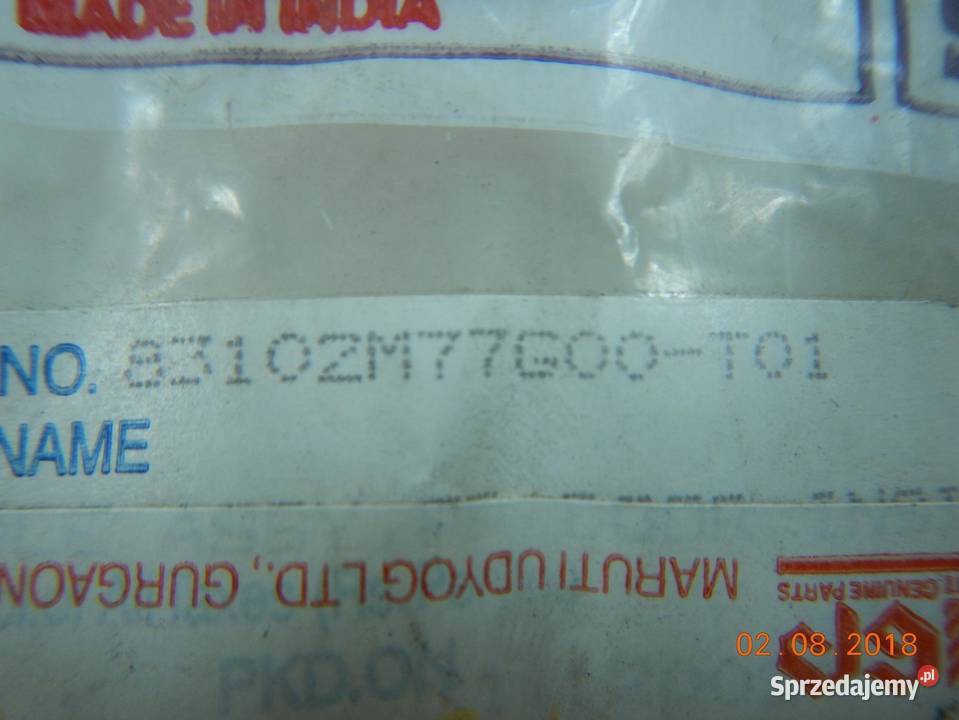 MADE IN INDIA
NO. 83102M77G00-T01
NAME
MARUTI UDYOG LTD., GURGAON
GENUINE PARTS
PKD.ON
02.08.2018
Sprzedajemy.pl